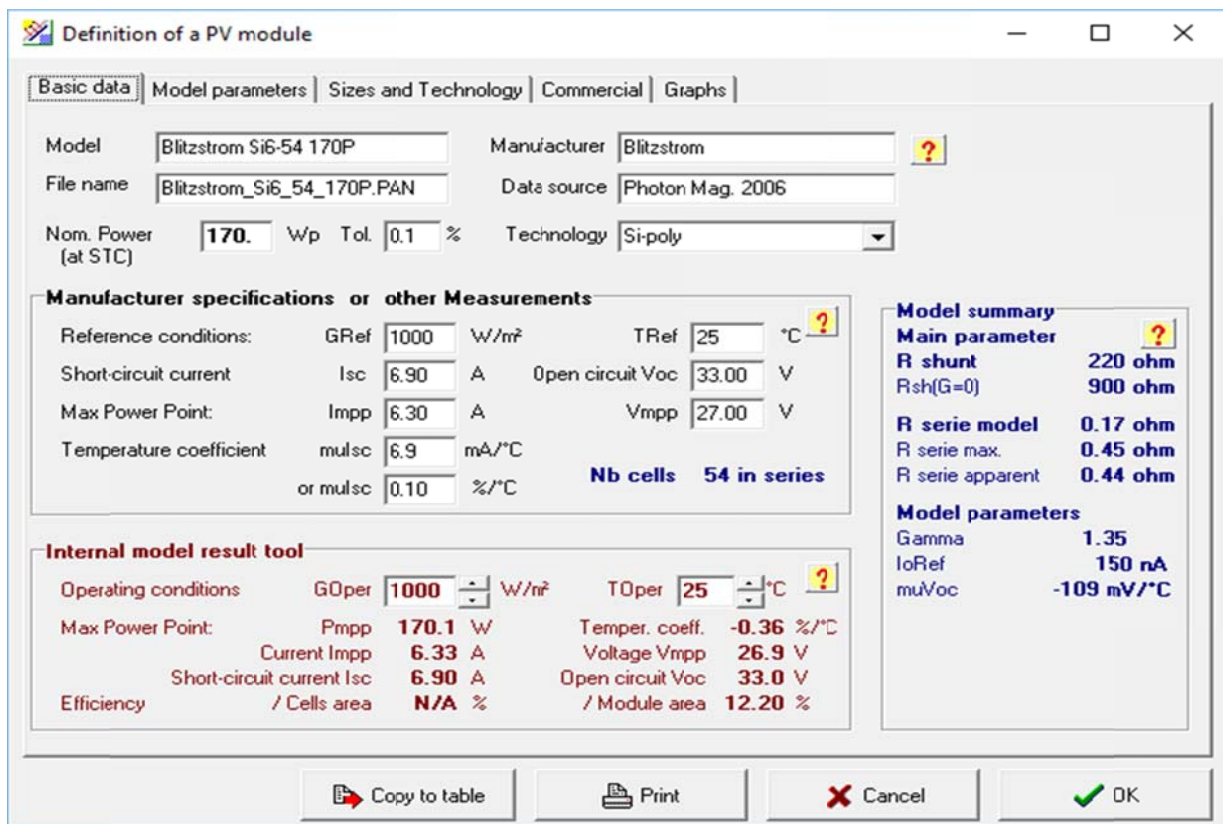 Definition of a PV module
Basic data Model parameters Sizes and Technology Commercial Graphs
Model Blitzstrom Si6-54 170P Manufacturer Blitzstrom ?
File name Blitzstrom_Si6_54_170P.PAN Data source Photon Mag. 2006
Nom. Power 170. Wp Tol. 0.1 % Technology Si-poly
(at STC)
Manufacturer specifications or other Measurements
Reference conditions: GRef 1000 W/m² TRef 25 °C ?
Short-circuit current Isc 6.90 A Open circuit Voc 33.00 V
Max Power Point: Impp 6.30 A Vmpp 27.00 V
Temperature coefficient muIsc 6.9 mA/°C
Nb cells 54 in series
or muIsc 0.10 %/°C
Internal model result tool
Operating conditions GOper 1000 W/m² TOper 25 °C ?
Max Power Point: Pmpp 170.1 W Temper. coeff. -0.36 %/°C
Current Impp 6.33 A Voltage Vmpp 26.9 V
Short-circuit current Isc 6.90 A Open circuit Voc 33.0 V
Efficiency / Cells area N/A % / Module area 12.20 %
Model summary
Main parameter ?
R shunt 220 ohm
Rsh(G=0) 900 ohm
R serie model 0.17 ohm
R serie max. 0.45 ohm
R serie apparent 0.44 ohm
Model parameters
Gamma 1.35
IoRef 150 nA
muVoc -109 mV/°C
Copy to table Print Cancel OK